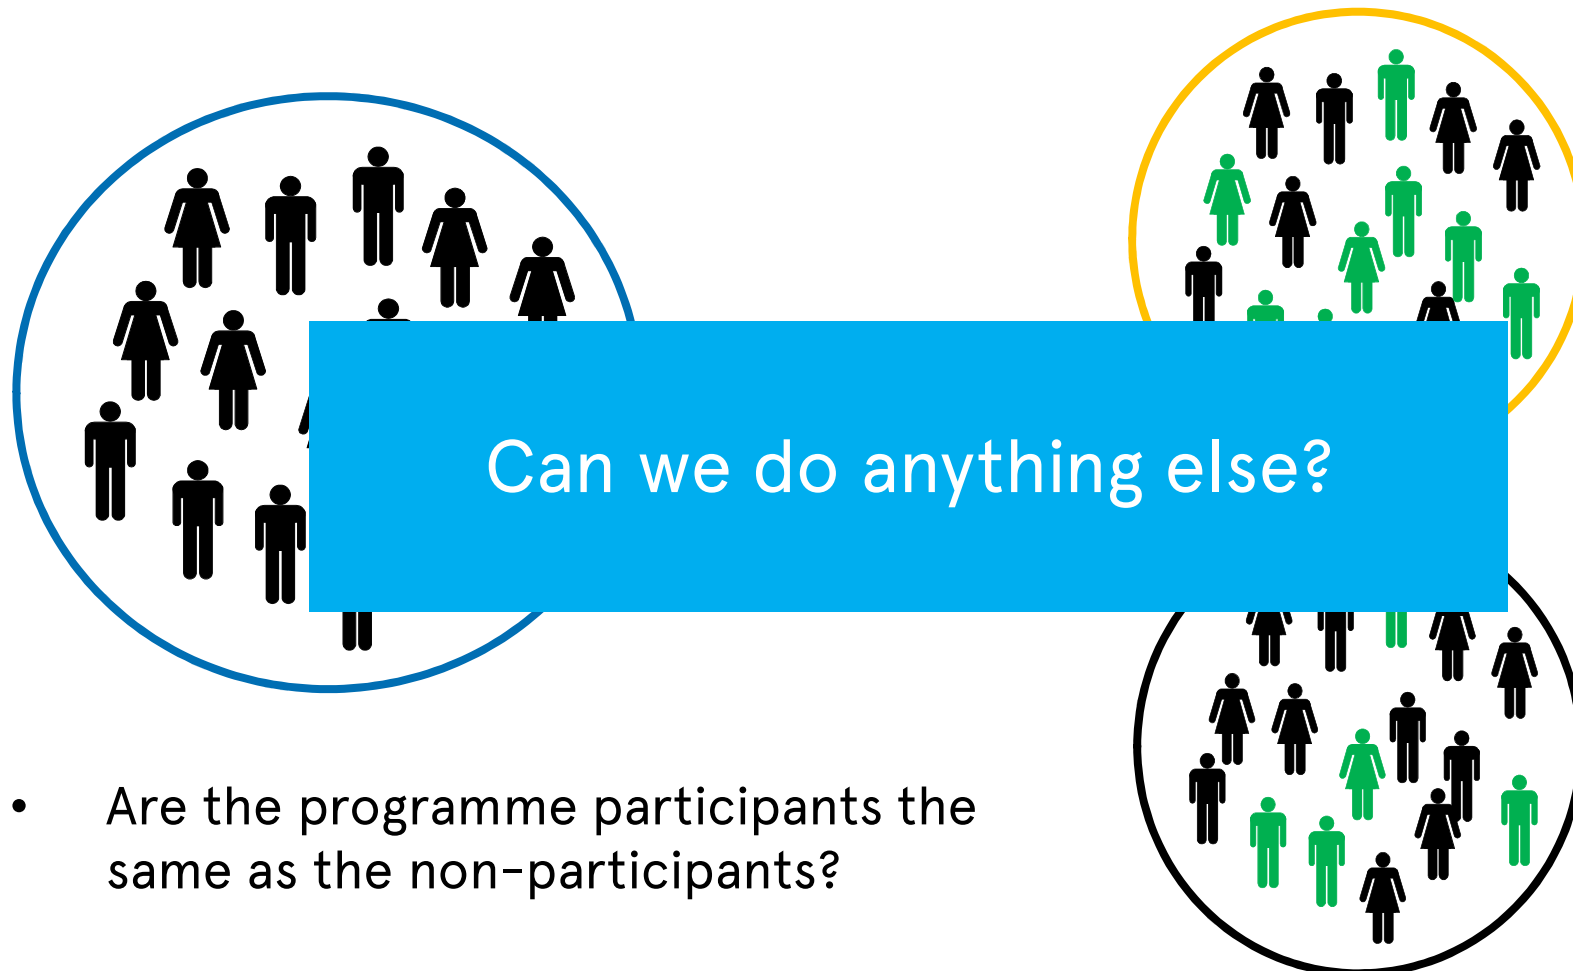 Can we do anything else?
• Are the programme participants the
same as the non-participants?